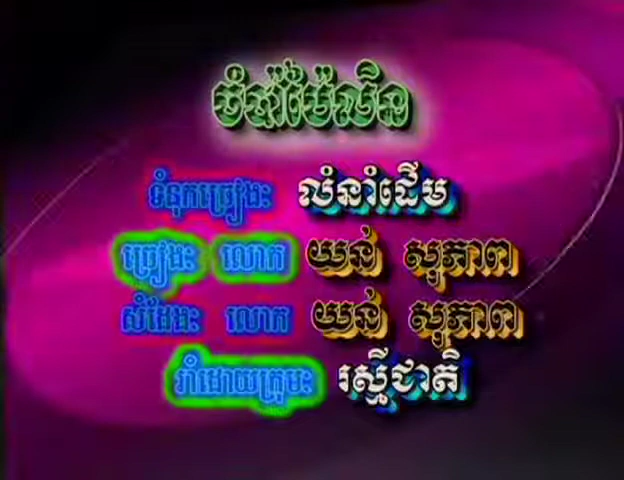 ចំប៉ាប៉ៃលិន
ទំនុកច្រៀងៈ លំនាំដើម
ច្រៀងៈ លោក យន់ សុភាព
សំដែងៈ លោក យន់ សុភាព
រាំដោយក្រុមៈ រស្មីជាតិ